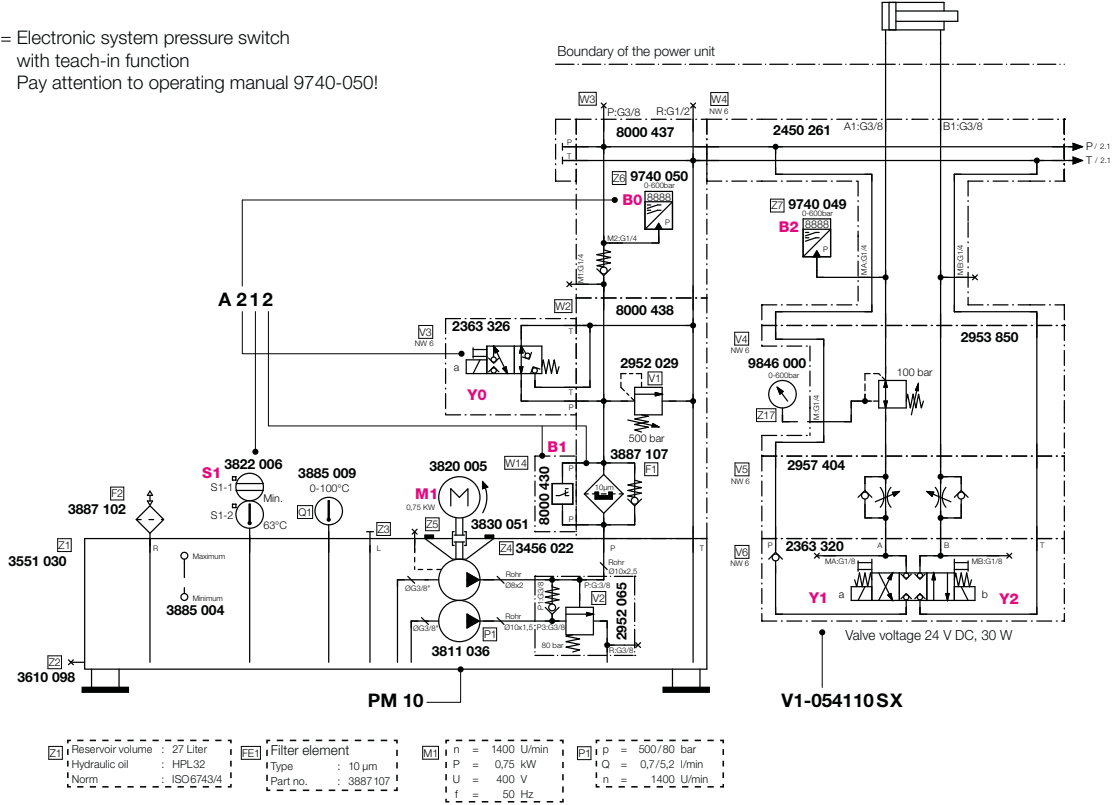 = Electronic system pressure switch
with teach-in function
Pay attention to operating manual 9740-050!
Boundary of the power unit
W3
P:G3/8
R:G1/2
W4
NW 6
8000 437
2450 261
A1:G3/8
B1:G3/8
P
T
P / 2.1
T / 2.1
Z6 9740 050
0-600bar
B0
8888
P
M2:G1/4
M1:G1/4
Z7 9740 049
0-600bar
B2
8888
P
MA:G1/4
MB:G1/4
A 212
W2
8000 438
T
V3
NW 6
2363 326
a
Y0
T
P
2952 029
V1
500 bar
V4
NW 6
2953 850
9846 000
0-600bar
Z17
M:G1/4
100 bar
B1
3887 107
W14
F1
8000 430
P
P
10µm
V5
NW 6
2957 404
S1
3822 006
S1-1
Min.
S1-2
63°C
3885 009
0-100°C
Q1
3820 005
M1
M
0,75 KW
F2
3887 102
Z3
Z5
3830 051
Z1
3551 030
R
Maximum
Minimum
3885 004
L
Z4 3456 022
P
T
Rohr
Ø8x2
Rohr
Ø10x2,5
ØG3/8"
ØG3/8"
Rohr
Ø10x1,5
P1
3811 036
P1:G3/8
P:G3/8
V2
P3:G3/8
80 bar
2952 065
R:G3/8
Z2
3610 098
PM 10
V6
NW 6
P
2363 320
A
B
T
MA:G1/8
MB:G1/8
Y1
a
b
Y2
Valve voltage 24 V DC, 30 W
V1-054110 SX
Z1
Reservoir volume : 27 Liter
Hydraulic oil : HPL32
Norm : ISO6743/4
FE1
Filter element
Type : 10 µm
Part no. : 3887107
M1
n = 1400 U/min
P = 0,75 kW
U = 400 V
f = 50 Hz
P1
p = 500/80 bar
Q = 0,7/5,2 l/min
n = 1400 U/min